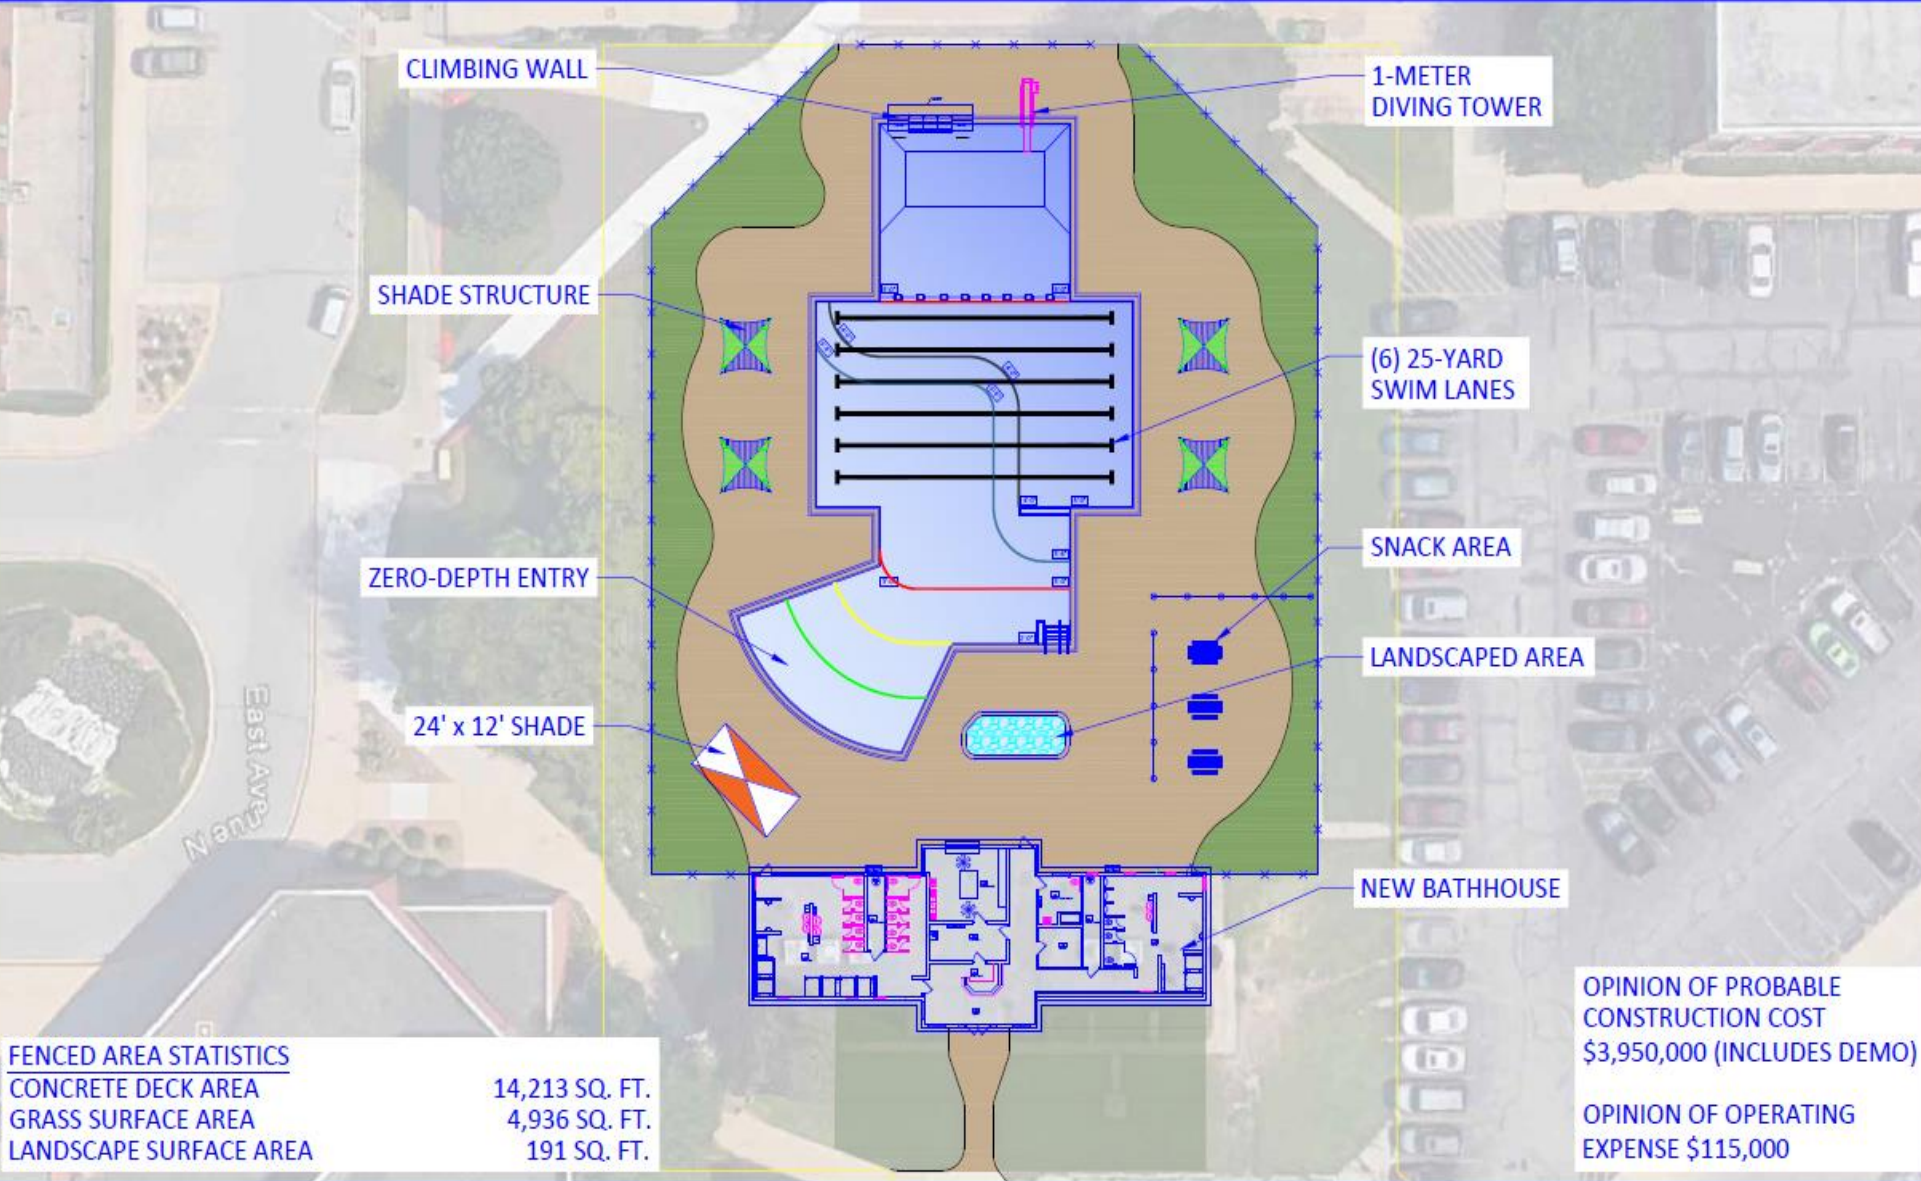 CLIMBING WALL
1-METER
DIVING TOWER
SHADE STRUCTURE
(6) 25-YARD
SWIM LANES
SNACK AREA
ZERO-DEPTH ENTRY
LANDSCAPED AREA
24' x 12' SHADE
East Avenue N
NEW BATHHOUSE
FENCED AREA STATISTICS
CONCRETE DECK AREA 14,213 SQ. FT.
GRASS SURFACE AREA 4,936 SQ. FT.
LANDSCAPE SURFACE AREA 191 SQ. FT.
OPINION OF PROBABLE
CONSTRUCTION COST
$3,950,000 (INCLUDES DEMO)
OPINION OF OPERATING
EXPENSE $115,000